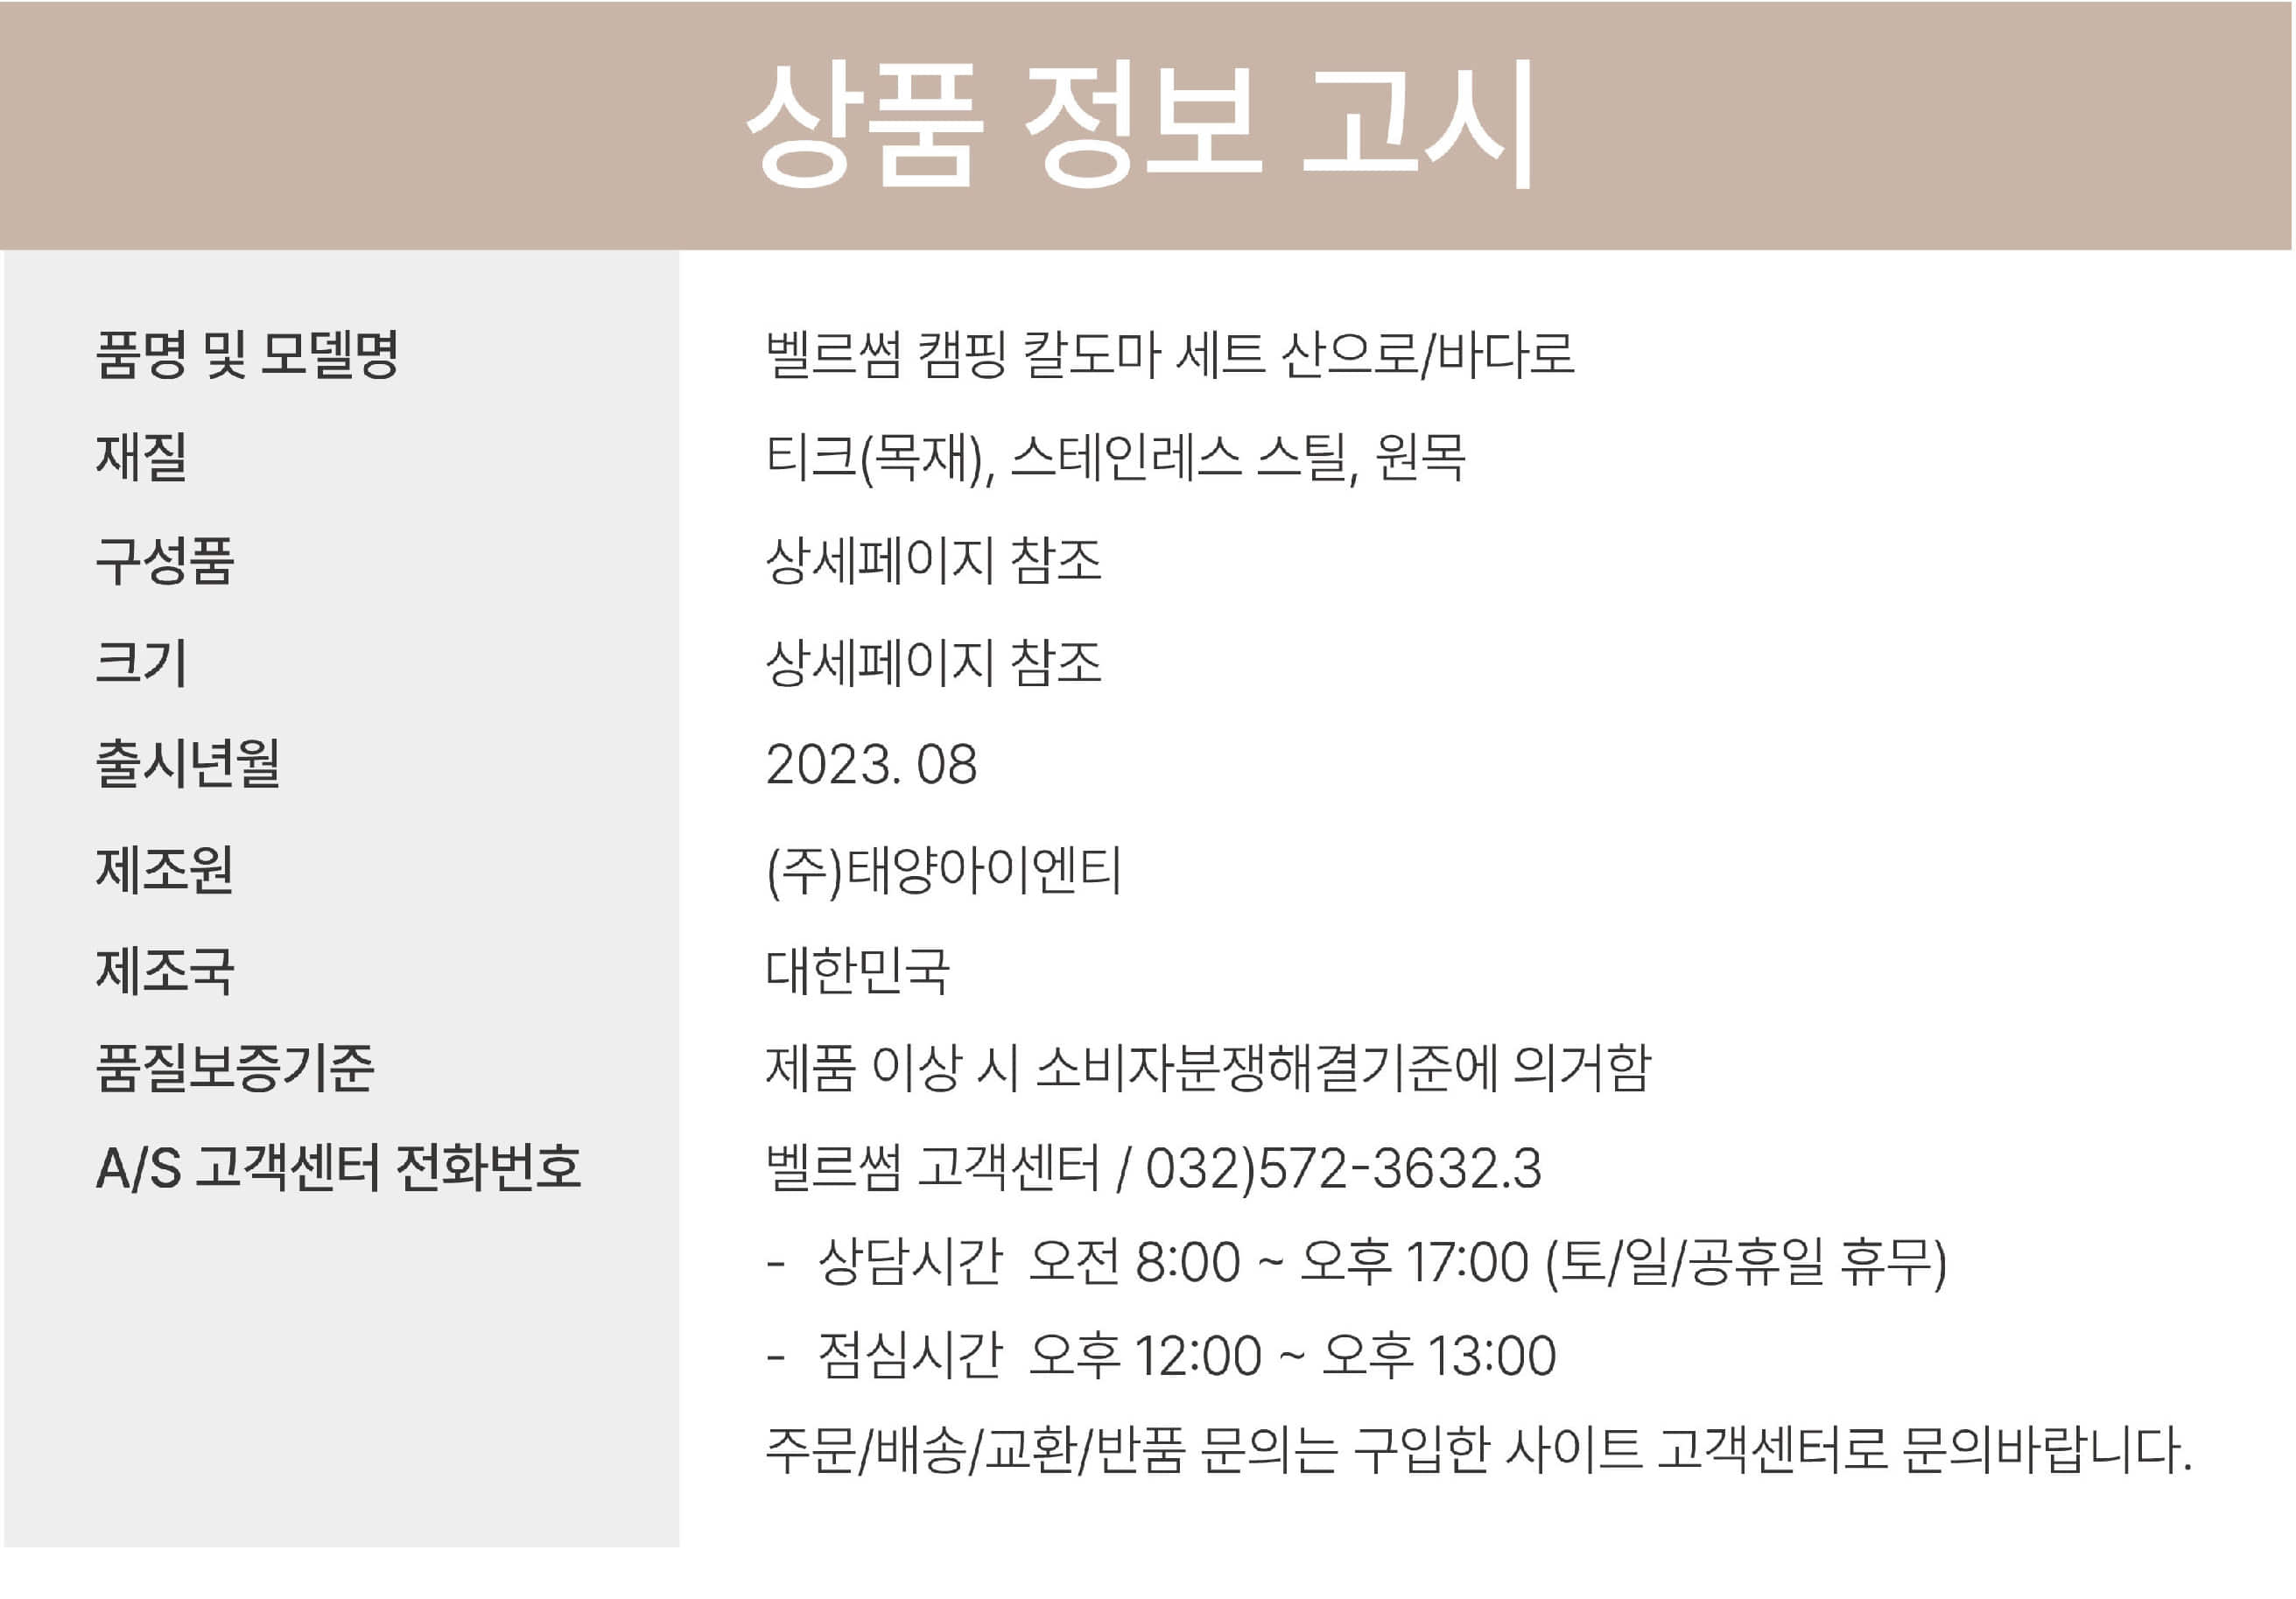 상품 정보 고시
품명 및 모델명 벨르썸 캠핑 칼도마 세트 산으로/바다로
재질 티크(목재), 스테인레스 스틸, 원목
구성품 상세페이지 참조
크기 상세페이지 참조
출시년월 2023. 08
제조원 (주)태양아이엔티
제조국 대한민국
품질보증기준 제품 이상 시 소비자분쟁해결기준에 의거함
A/S 고객센터 전화번호 벨르썸 고객센터 / 032)572-3632.3
- 상담시간 오전 8:00 ~ 오후 17:00 (토/일/공휴일 휴무)
- 점심시간 오후 12:00 ~ 오후 13:00
주문/배송/교환/반품 문의는 구입한 사이트 고객센터로 문의바랍니다.